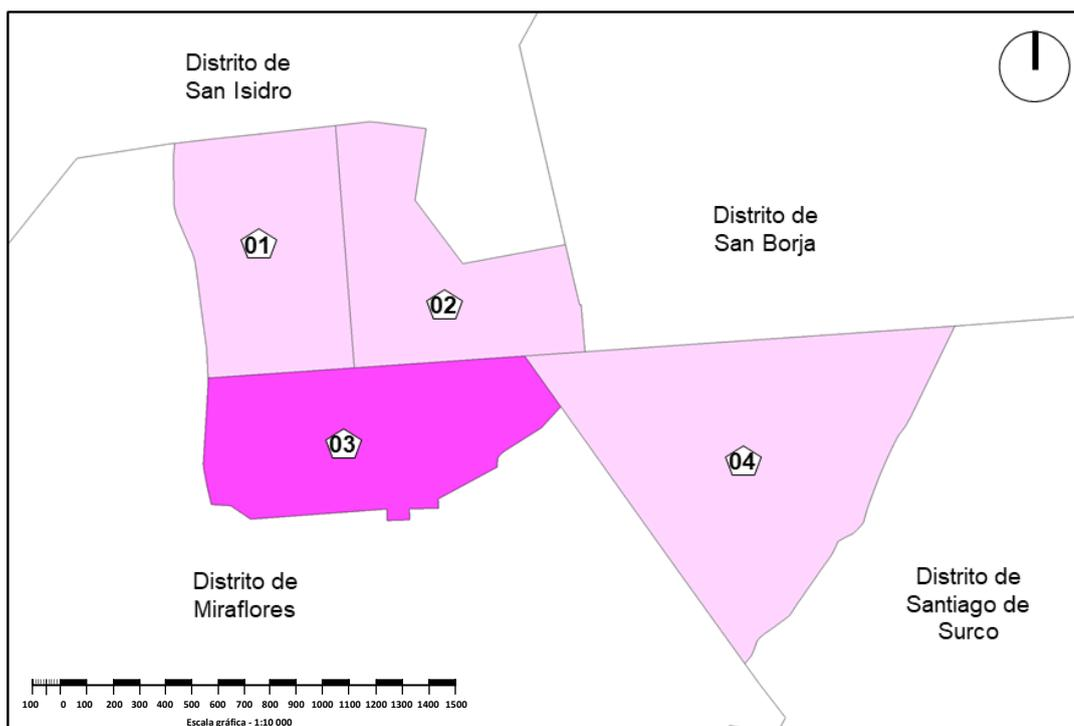 Distrito de
San Isidro
Distrito de
San Borja
01
02
03
04
Distrito de
Miraflores
Distrito de
Santiago de
Surco
100 0 100 200 300 400 500 600 700 800 900 1000 1100 1200 1300 1400 1500
Escala gráfica - 1:10 000